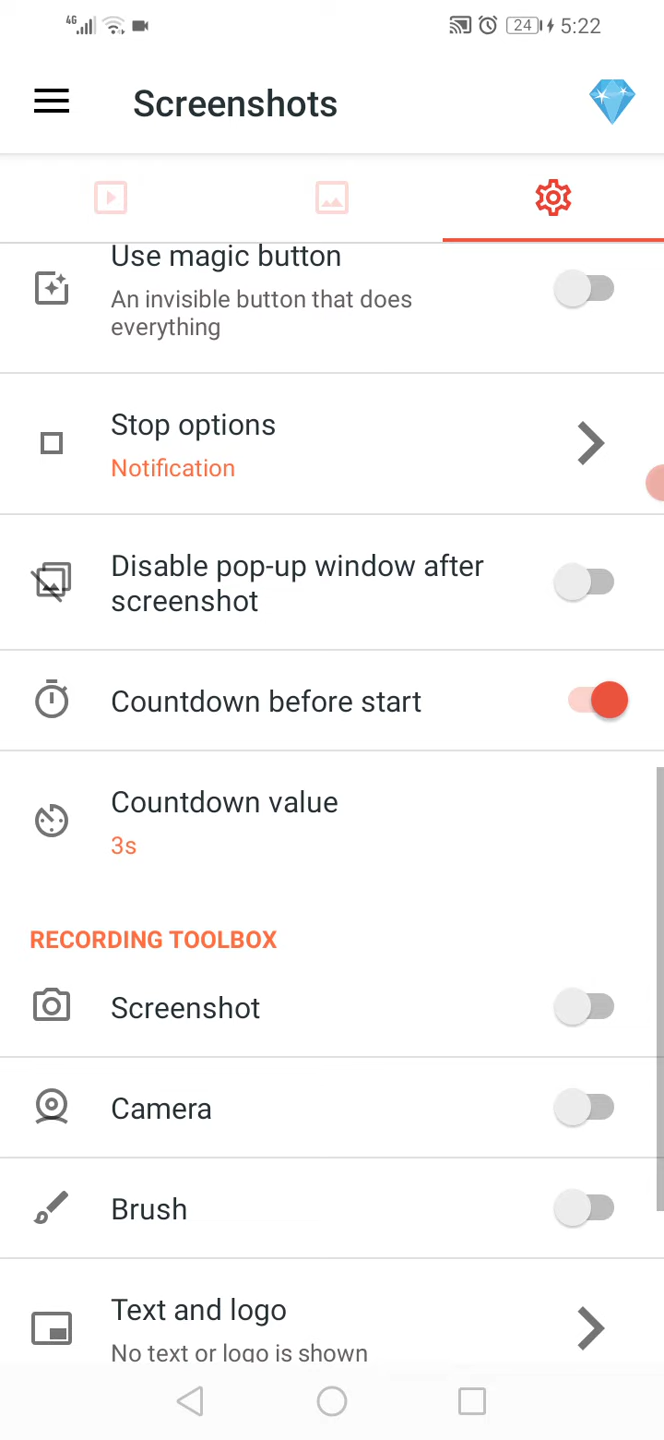 4G 24 5:22
Screenshots
Use magic button
An invisible button that does
everything
Stop options
Notification
Disable pop-up window after
screenshot
Countdown before start
Countdown value
3s
RECORDING TOOLBOX
Screenshot
Camera
Brush
Text and logo
No text or logo is shown